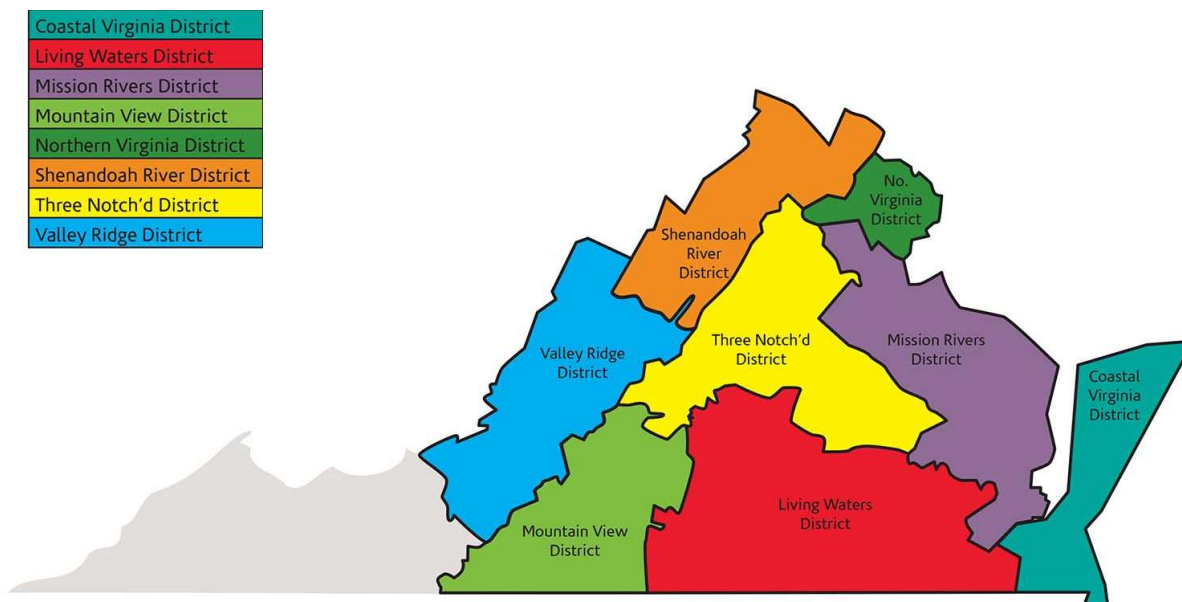 Coastal Virginia District
Living Waters District
Mission Rivers District
Mountain View District
Northern Virginia District
Shenandoah River District
Three Notch’d District
Valley Ridge District
No.
Virginia
District
Shenandoah
River
District
Three Notch’d
District
Mission Rivers
District
Valley Ridge
District
Coastal
Virginia
District
Living Waters
District
Mountain View
District